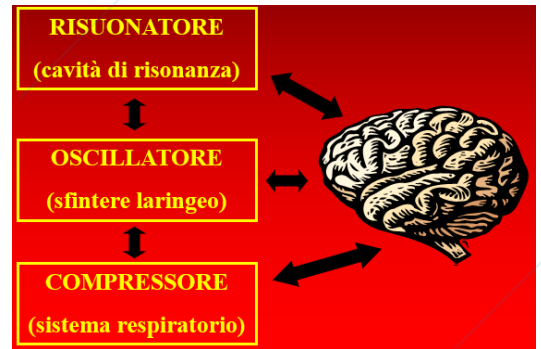 RISUONATORE
(cavità di risonanza)
OSCILLATORE
(sfintere laringeo)
COMPRESSORE
(sistema respiratorio)